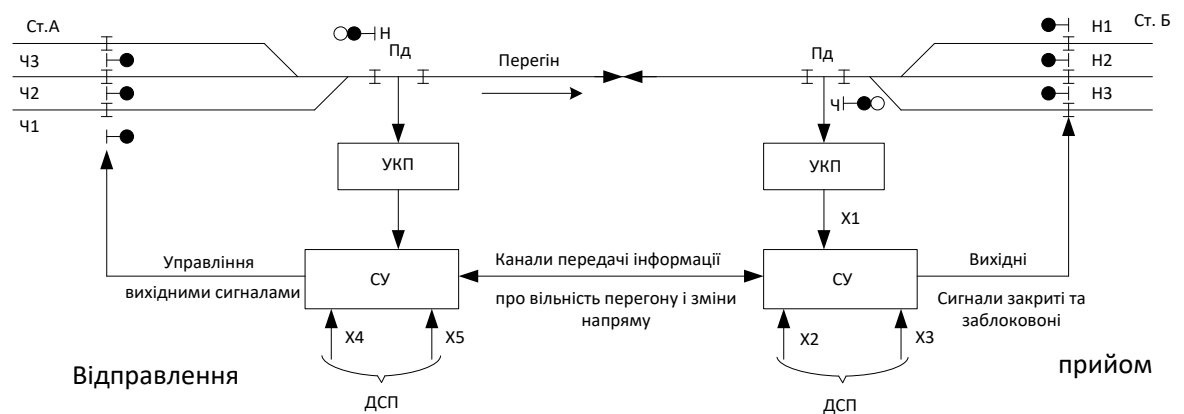 Ст.А
Н
Ст. Б
Н1
Ч3
Пд
Перегін
Пд
Н2
Ч2
Ч
Н3
Ч1
УКП
УКП
Х1
Управління
вихідними сигналами
СУ
Канали передачі інформації
про вільність перегону і зміни
напряму
СУ
Вихідні
Сигнали закриті та
заблоковоні
Х4
Х5
Х2
Х3
Відправлення
прийом
ДСП
ДСП